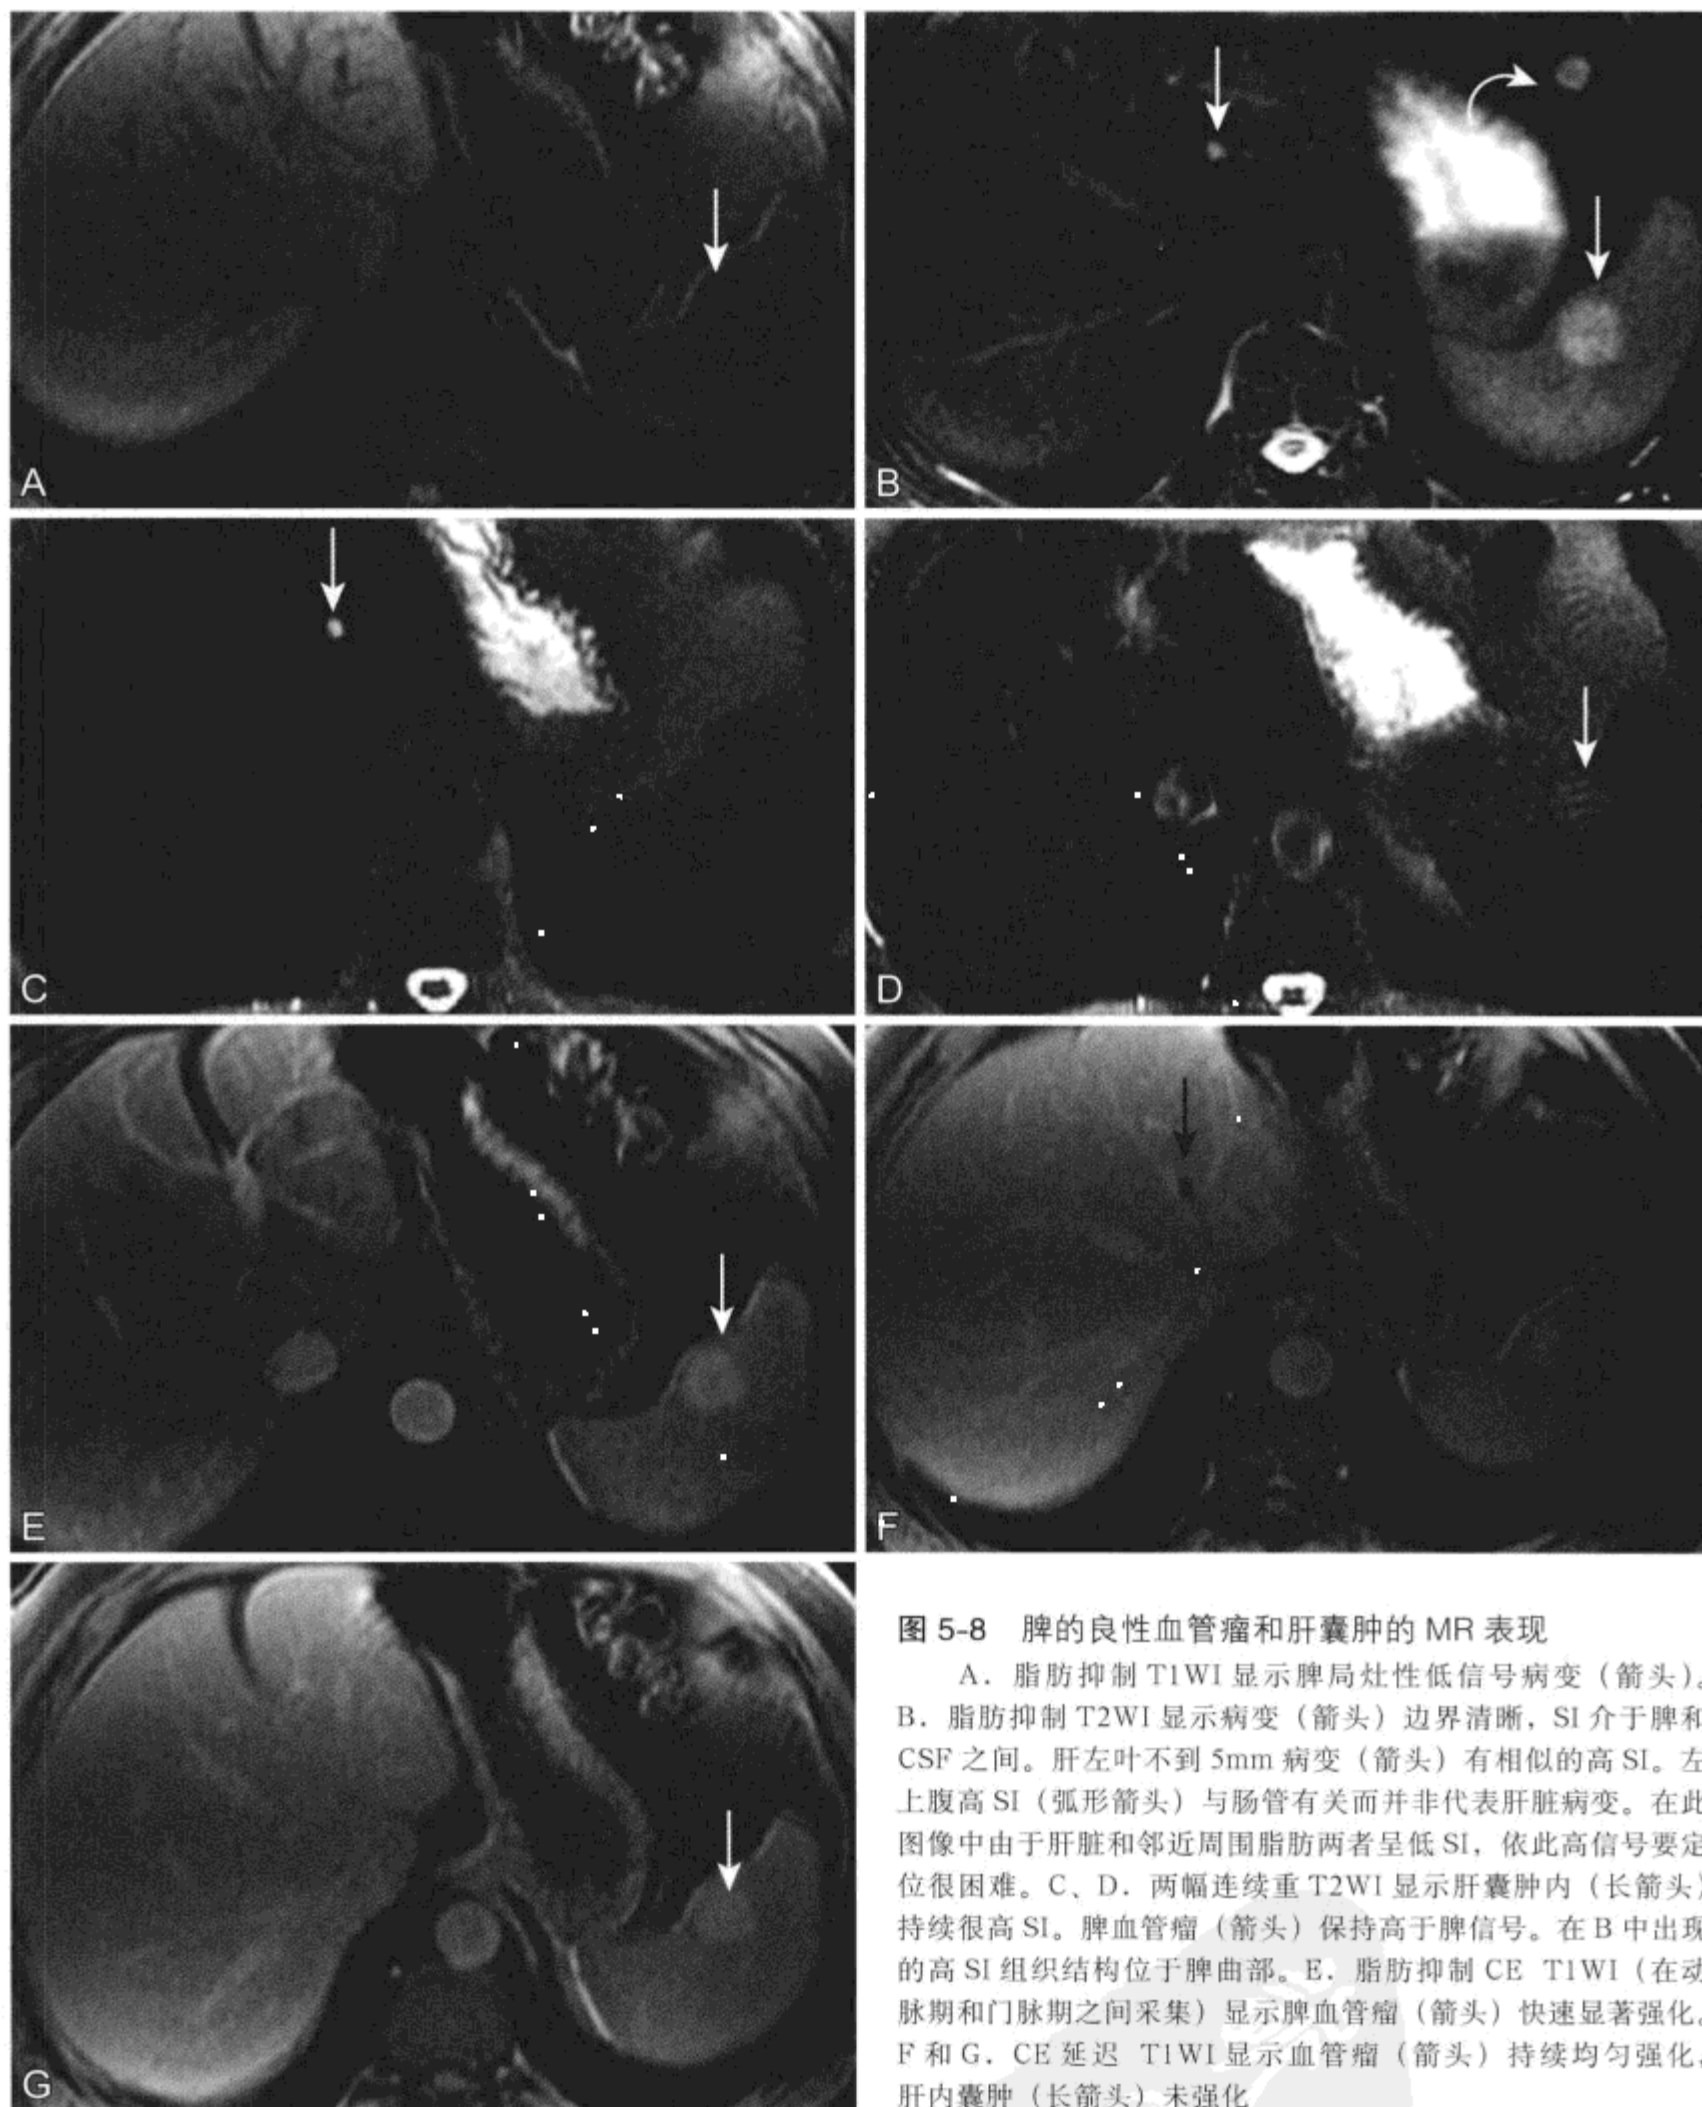 A
B
C
D
E
F
G
图 5-8 脾的良性血管瘤和肝囊肿的 MR 表现
A．脂肪抑制 T1WI 显示脾局灶性低信号病变（箭头）。
B．脂肪抑制 T2WI 显示病变（箭头）边界清晰，SI 介于脾和
CSF 之间。肝左叶不到 5mm 病变（箭头）有相似的高 SI。左
上腹高 SI（弧形箭头）与肠管有关而并非代表肝脏病变。在此
图像中由于肝脏和邻近周围脂肪两者呈低 SI，依此高信号要定
位很困难。C、D．两幅连续重 T2WI 显示肝囊肿内（长箭头）
持续很高 SI。脾血管瘤（箭头）保持高于脾信号。在 B 中出现
的高 SI 组织结构位于脾曲部。E．脂肪抑制 CE T1WI（在动
脉期和门脉期之间采集）显示脾血管瘤（箭头）快速显著强化。
F 和 G．CE 延迟 T1WI 显示血管瘤（箭头）持续均匀强化，
肝内囊肿（长箭头）未强化